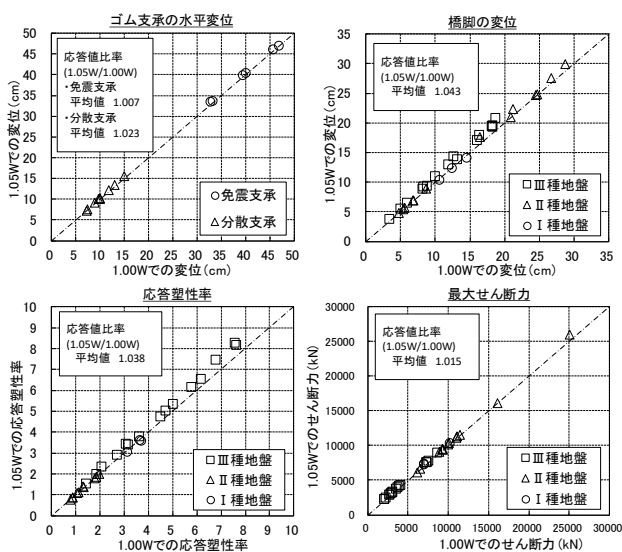 ゴム支承の水平変位
1.05Wでの変位(cm)
50
45
40
35
30
25
20
15
10
5
0
応答値比率
(1.05W/1.00W)
・免震支承
平均値 1.007
・分散支承
平均値 1.023
○免震支承
△分散支承
0 5 10 15 20 25 30 35 40 45 50
1.00Wでの変位(cm)
橋脚の変位
1.05Wでの変位(cm)
35
30
25
20
15
10
5
0
応答値比率
(1.05W/1.00W)
平均値 1.043
□Ⅲ種地盤
△Ⅱ種地盤
○Ⅰ種地盤
0 5 10 15 20 25 30 35
1.00Wでの変位(cm)
応答塑性率
1.05Wでの応答塑性率
10
9
8
7
6
5
4
3
2
1
0
応答値比率
(1.05W/1.00W)
平均値 1.038
□Ⅲ種地盤
△Ⅱ種地盤
○Ⅰ種地盤
0 1 2 3 4 5 6 7 8 9 10
1.00Wでの応答塑性率
最大せん断力
1.05Wでのせん断力(kN)
30000
25000
20000
15000
10000
5000
0
応答値比率
(1.05W/1.00W)
平均値 1.015
□Ⅲ種地盤
△Ⅱ種地盤
○Ⅰ種地盤
0 5000 10000 15000 20000 25000 30000
1.00Wでのせん断力(kN)